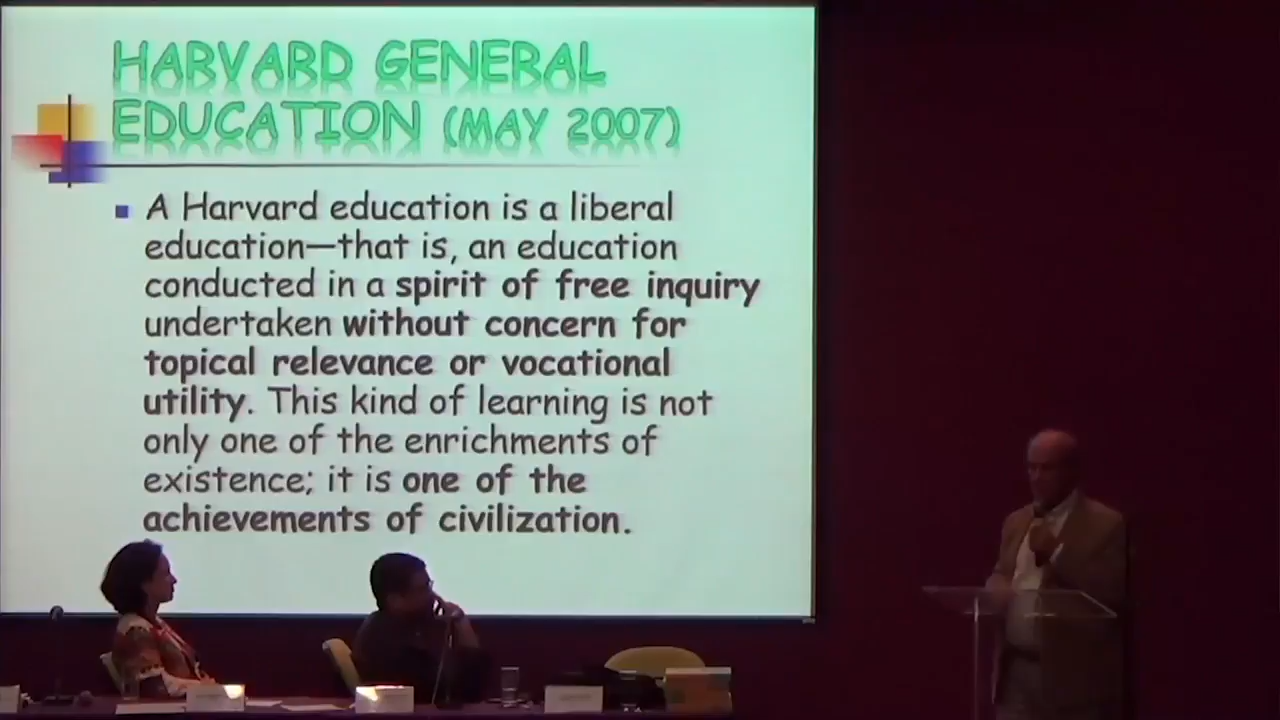 HARVARD GENERAL
EDUCATION (MAY 2007)
A Harvard education is a liberal
education—that is, an education
conducted in a spirit of free inquiry
undertaken without concern for
topical relevance or vocational
utility. This kind of learning is not
only one of the enrichments of
existence; it is one of the
achievements of civilization.